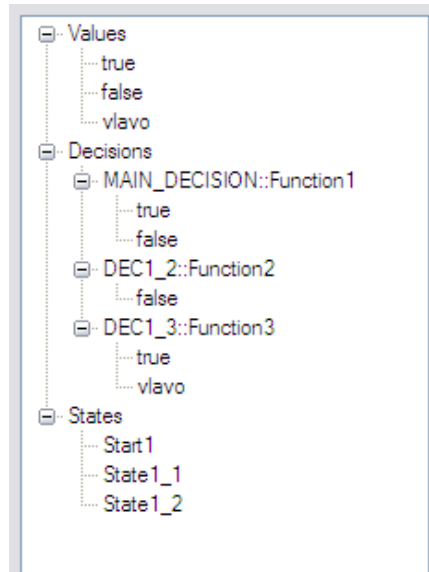 Values
true
false
vlavo
Decisions
MAIN_DECISION::Function1
true
false
DEC1_2::Function2
false
DEC1_3::Function3
true
vlavo
States
Start1
State1_1
State1_2